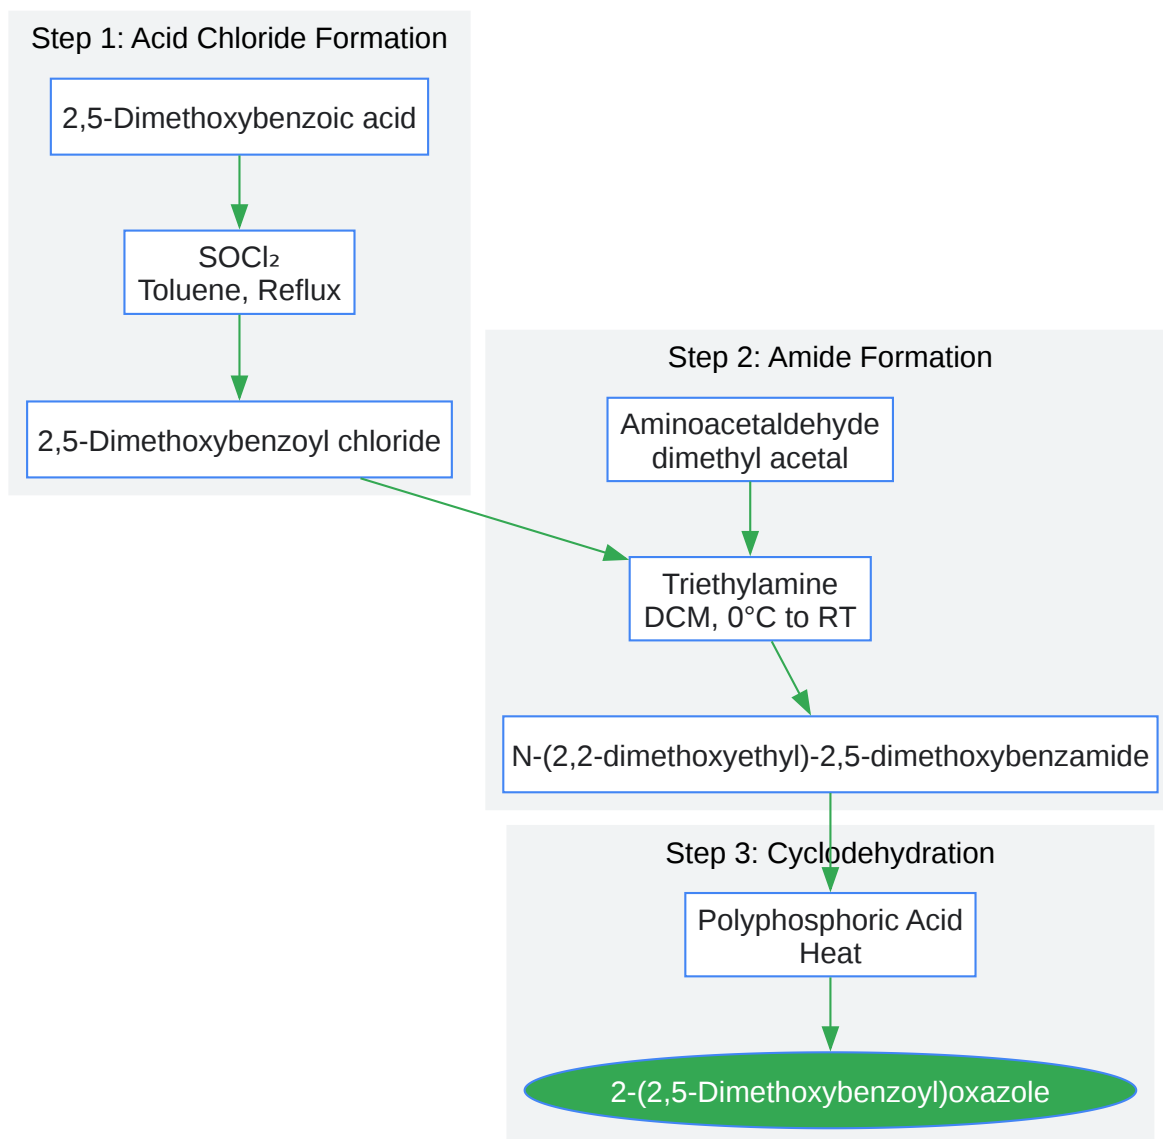 Step 1: Acid Chloride Formation
2,5-Dimethoxybenzoic acid
SOCl₂
Toluene, Reflux
2,5-Dimethoxybenzoyl chloride
Step 2: Amide Formation
Aminoacetaldehyde
dimethyl acetal
Triethylamine
DCM, 0°C to RT
N-(2,2-dimethoxyethyl)-2,5-dimethoxybenzamide
Step 3: Cyclodehydration
Polyphosphoric Acid
Heat
2-(2,5-Dimethoxybenzoyl)oxazole